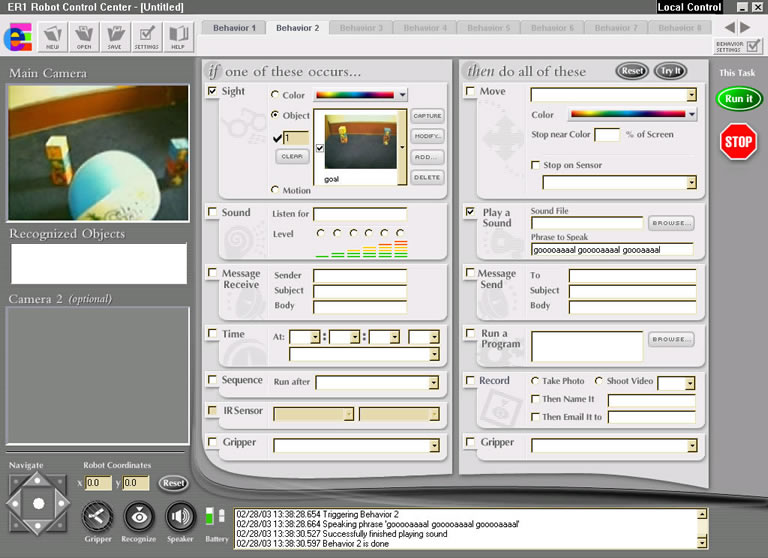 ER1 Robot Control Center - [Untitled]
Local Control
NEW
OPEN
SAVE
SETTINGS
HELP
Behavior 1
Behavior 2
Behavior 3
Behavior 4
Behavior 5
Behavior 6
Behavior 7
Behavior 8
BEHAVIOR
SETTINGS
Main Camera
Recognized Objects
Camera 2 (optional)
Navigate
Robot Coordinates
x 0.0 y 0.0
Reset
Gripper
Recognize
Speaker
Battery
if one of these occurs...
Sight
Color
Object
1
CLEAR
goal
CAPTURE
MODIFY...
ADD...
DELETE
Motion
Sound
Listen for
Level
Message
Receive
Sender
Subject
Body
Time
At:
:
:
Sequence
Run after
IR Sensor
Gripper
then do all of these
Reset
Try It
Move
Color
Stop near Color
% of Screen
Stop on Sensor
Play a
Sound
Sound File
BROWSE...
Phrase to Speak
gooooaaaal gooooaaaal gooaaaal
Message
Send
To
Subject
Body
Run a
Program
BROWSE...
Record
Take Photo
Shoot Video
Then Name It
Then Email It to
Gripper
This Task
Run it
STOP
02/28/03 13:38:28.654 Triggering Behavior 2
02/28/03 13:38:28.664 Speaking phrase 'gooooaaaal gooooaaaal gooooaaaal'
02/28/03 13:38:30.527 Successfully finished playing sound
02/28/03 13:38:30.597 Behavior 2 is done